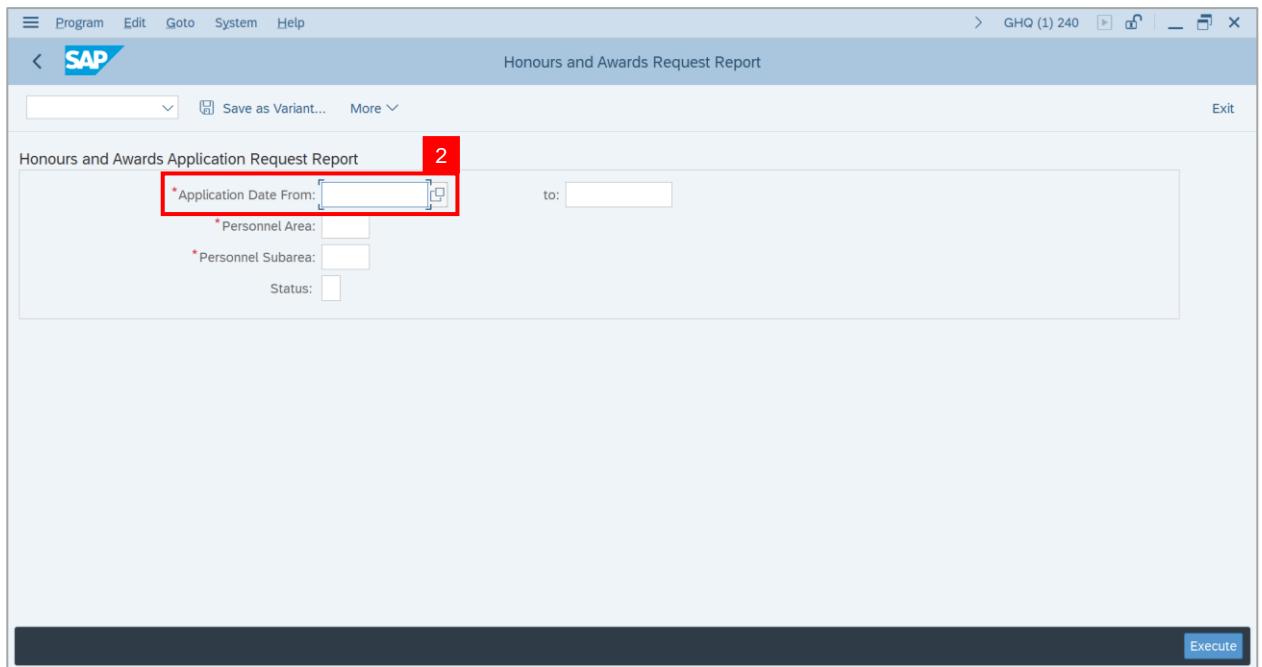 Program Edit Goto System Help GHQ (1) 240
SAP Honours and Awards Request Report
Save as Variant... More Exit
Honours and Awards Application Request Report
2
*Application Date From: to:
*Personnel Area:
*Personnel Subarea:
Status:
Execute